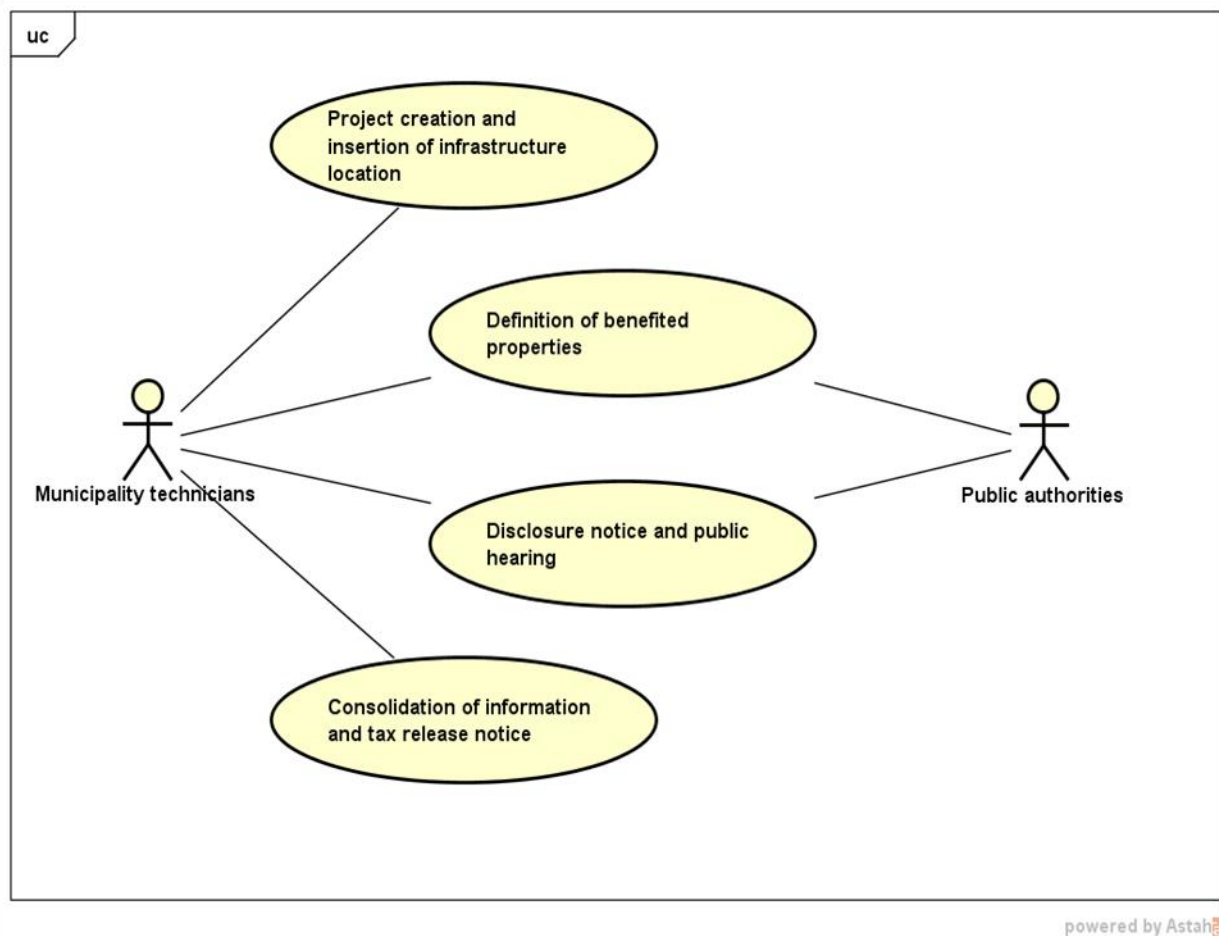 uc
Project creation and
insertion of infrastructure
location
Definition of benefited
properties
Municipality technicians
Public authorities
Disclosure notice and public
hearing
Consolidation of information
and tax release notice
powered by Astah